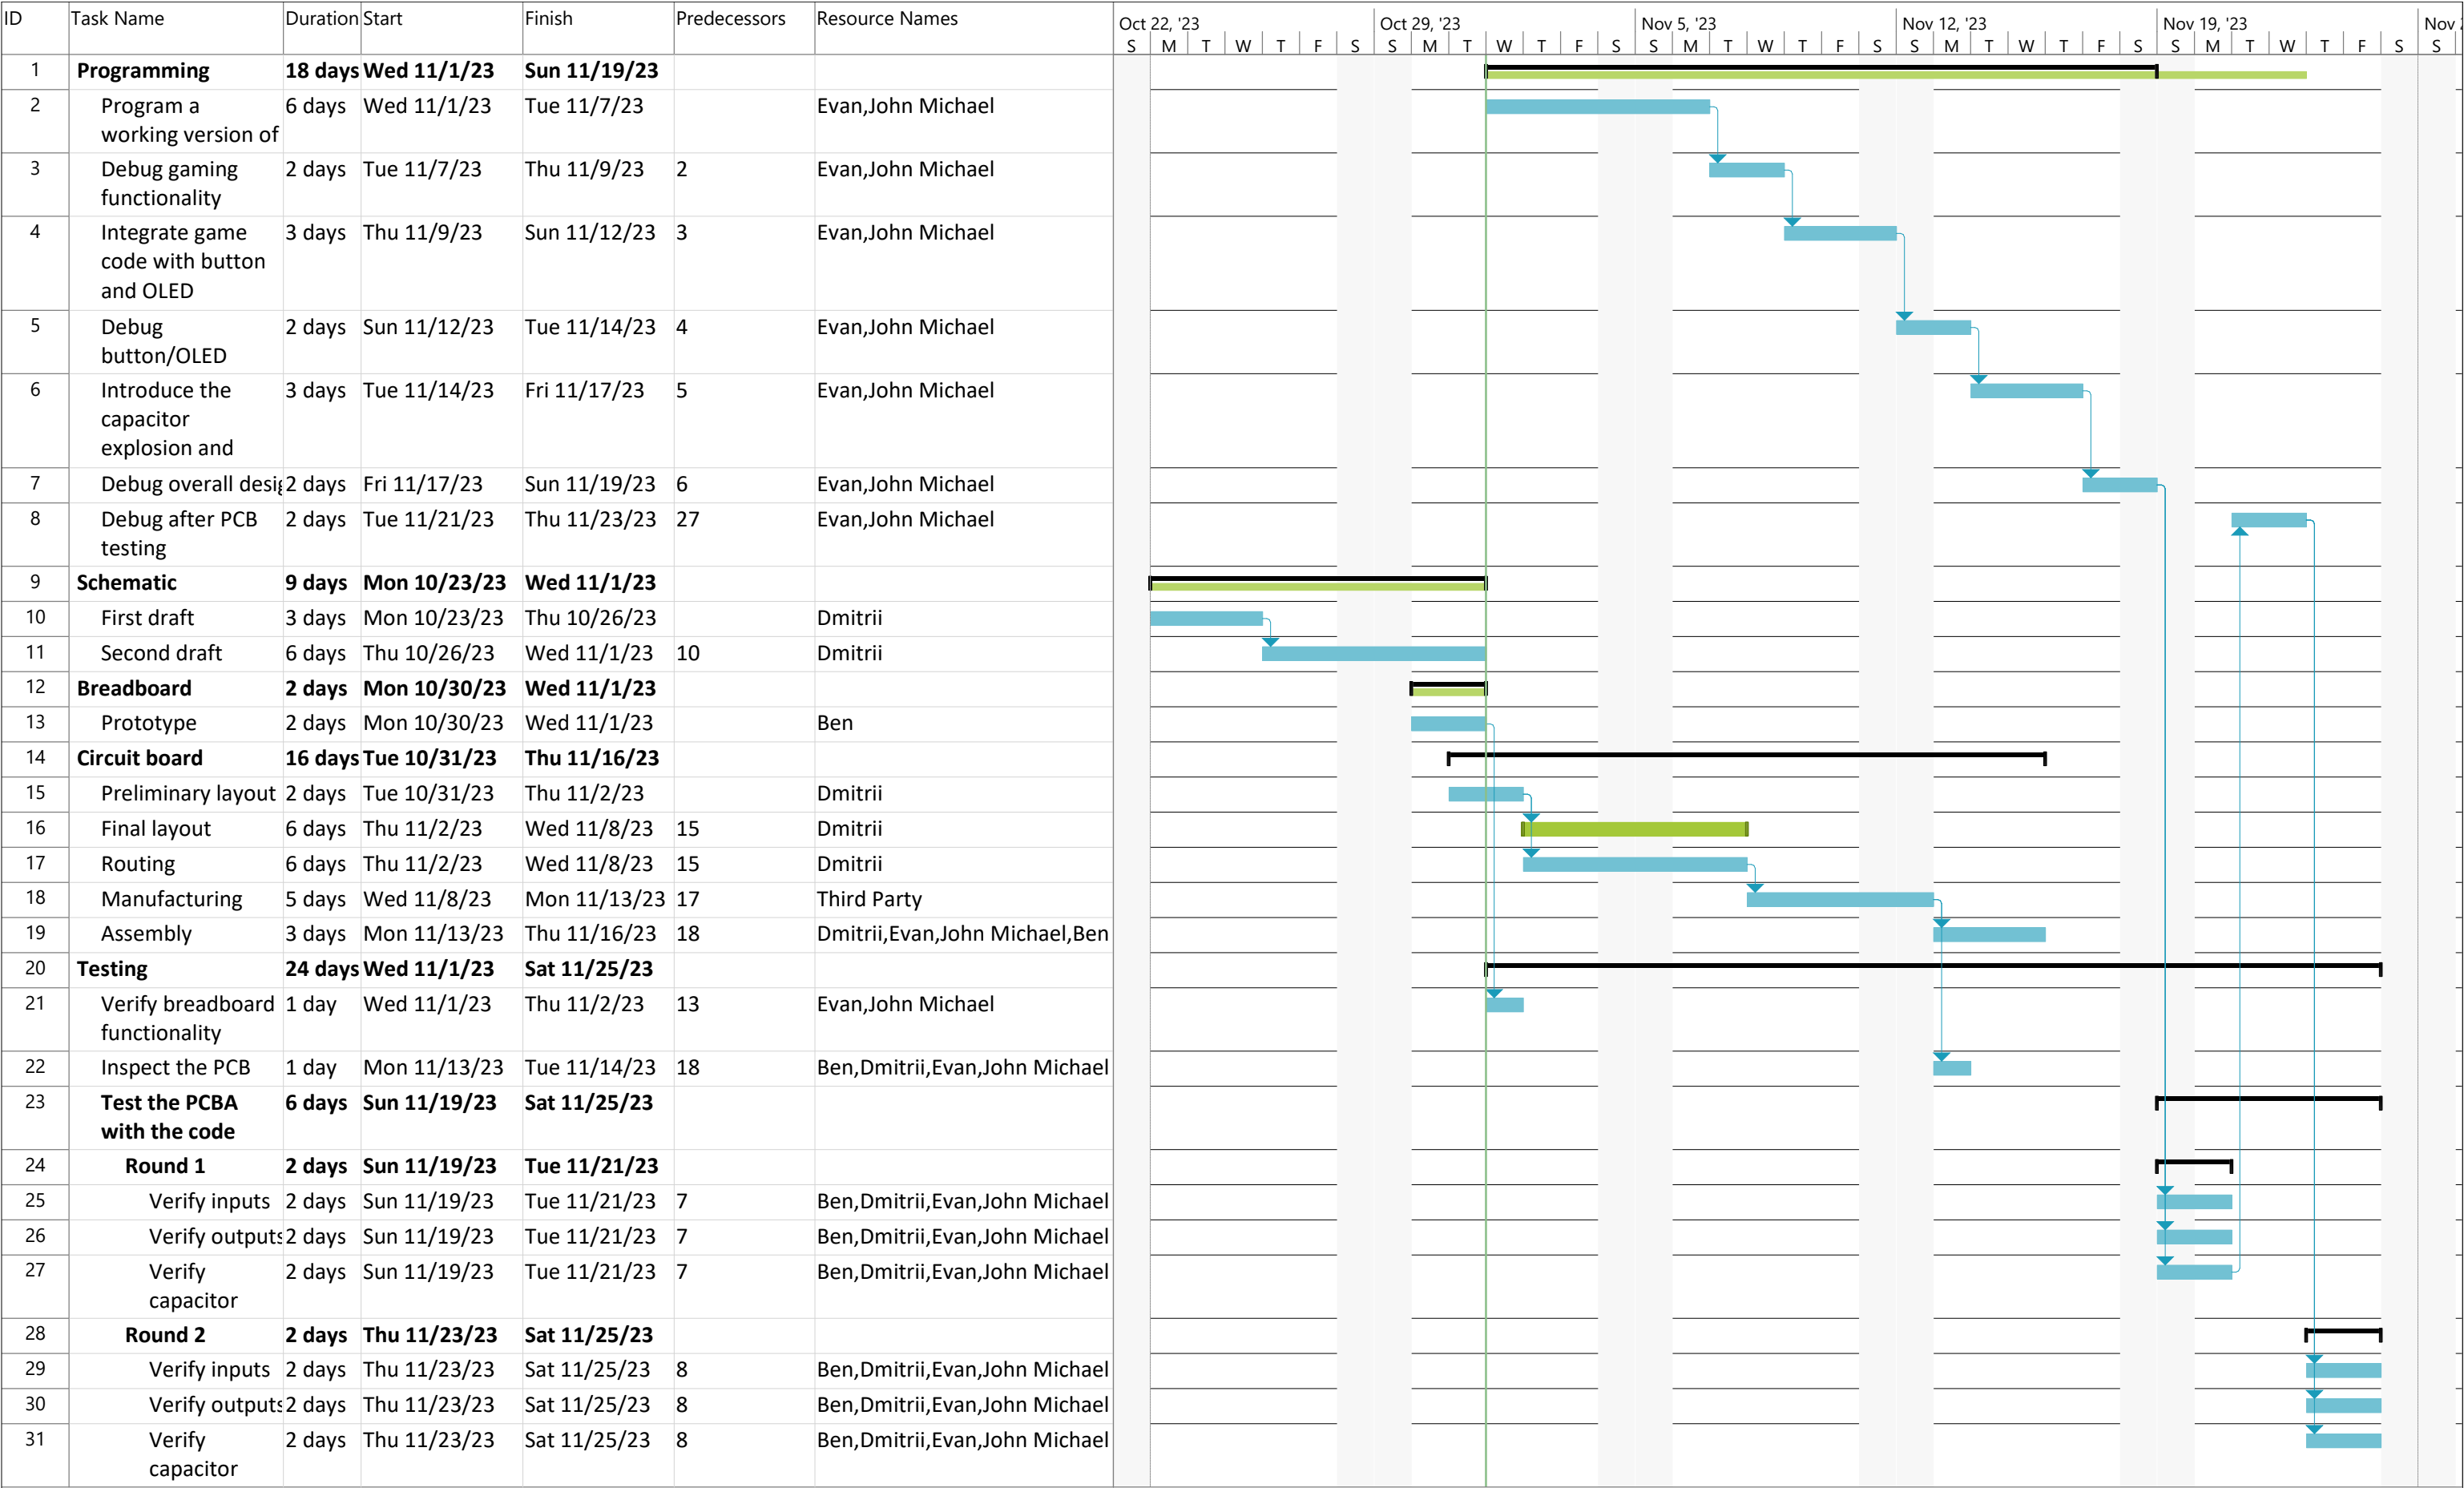 ID Task Name Duration Start Finish Predecessors Resource Names
Oct 22, '23 Oct 29, '23 Nov 5, '23 Nov 12, '23 Nov 19, '23 Nov
S M T W T F S S M T W T F S S M T W T F S S M T W T F S S M T W T F S S
1 Programming 18 days Wed 11/1/23 Sun 11/19/23
2 Program a 6 days Wed 11/1/23 Tue 11/7/23 Evan,John Michael
working version of
3 Debug gaming 2 days Tue 11/7/23 Thu 11/9/23 2 Evan,John Michael
functionality
4 Integrate game 3 days Thu 11/9/23 Sun 11/12/23 3 Evan,John Michael
code with button
and OLED
5 Debug 2 days Sun 11/12/23 Tue 11/14/23 4 Evan,John Michael
button/OLED
6 Introduce the 3 days Tue 11/14/23 Fri 11/17/23 5 Evan,John Michael
capacitor
explosion and
7 Debug overall desig 2 days Fri 11/17/23 Sun 11/19/23 6 Evan,John Michael
8 Debug after PCB 2 days Tue 11/21/23 Thu 11/23/23 27 Evan,John Michael
testing
9 Schematic 9 days Mon 10/23/23 Wed 11/1/23
10 First draft 3 days Mon 10/23/23 Thu 10/26/23 Dmitrii
11 Second draft 6 days Thu 10/26/23 Wed 11/1/23 10 Dmitrii
12 Breadboard 2 days Mon 10/30/23 Wed 11/1/23
13 Prototype 2 days Mon 10/30/23 Wed 11/1/23 Ben
14 Circuit board 16 days Tue 10/31/23 Thu 11/16/23
15 Preliminary layout 2 days Tue 10/31/23 Thu 11/2/23 Dmitrii
16 Final layout 6 days Thu 11/2/23 Wed 11/8/23 15 Dmitrii
17 Routing 6 days Thu 11/2/23 Wed 11/8/23 15 Dmitrii
18 Manufacturing 5 days Wed 11/8/23 Mon 11/13/23 17 Third Party
19 Assembly 3 days Mon 11/13/23 Thu 11/16/23 18 Dmitrii,Evan,John Michael,Ben
20 Testing 24 days Wed 11/1/23 Sat 11/25/23
21 Verify breadboard 1 day Wed 11/1/23 Thu 11/2/23 13 Evan,John Michael
functionality
22 Inspect the PCB 1 day Mon 11/13/23 Tue 11/14/23 18 Ben,Dmitrii,Evan,John Michael
23 Test the PCBA 6 days Sun 11/19/23 Sat 11/25/23
with the code
24 Round 1 2 days Sun 11/19/23 Tue 11/21/23
25 Verify inputs 2 days Sun 11/19/23 Tue 11/21/23 7 Ben,Dmitrii,Evan,John Michael
26 Verify outputs 2 days Sun 11/19/23 Tue 11/21/23 7 Ben,Dmitrii,Evan,John Michael
27 Verify 2 days Sun 11/19/23 Tue 11/21/23 7 Ben,Dmitrii,Evan,John Michael
capacitor
28 Round 2 2 days Thu 11/23/23 Sat 11/25/23
29 Verify inputs 2 days Thu 11/23/23 Sat 11/25/23 8 Ben,Dmitrii,Evan,John Michael
30 Verify outputs 2 days Thu 11/23/23 Sat 11/25/23 8 Ben,Dmitrii,Evan,John Michael
31 Verify 2 days Thu 11/23/23 Sat 11/25/23 8 Ben,Dmitrii,Evan,John Michael
capacitor